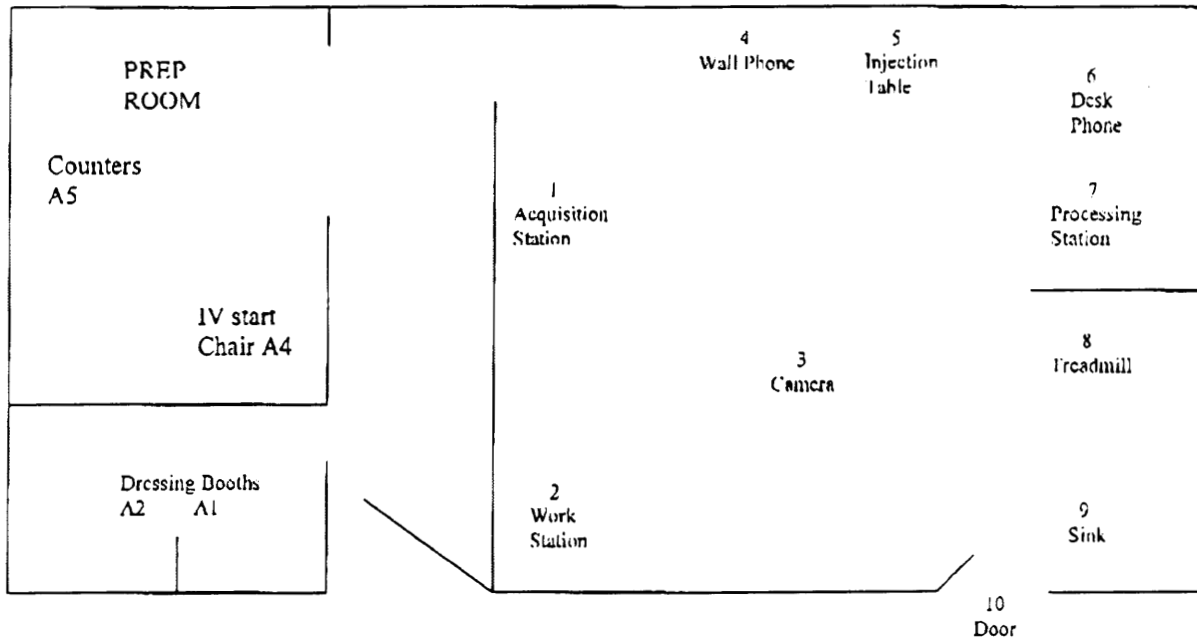 PREP
ROOM
Counters
A5
IV start
Chair A4
Dressing Booths
A2 A1
1
Acquisition
Station
2
Work
Station
3
Camera
4
Wall Phone
5
Injection
Table
6
Desk
Phone
7
Processing
Station
8
Treadmill
9
Sink
10
Door